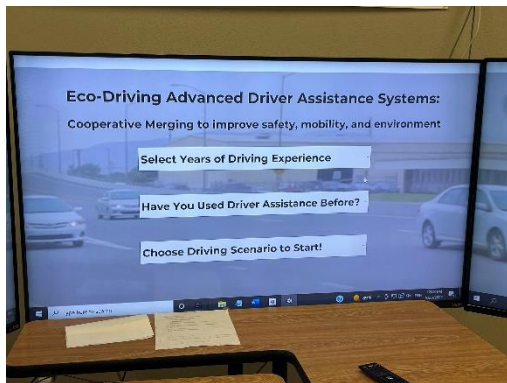 Eco-Driving Advanced Driver Assistance Systems:
Cooperative Merging to improve safety, mobility, and environment
Select Years of Driving Experience
Have You Used Driver Assistance Before?
Choose Driving Scenario to Start!